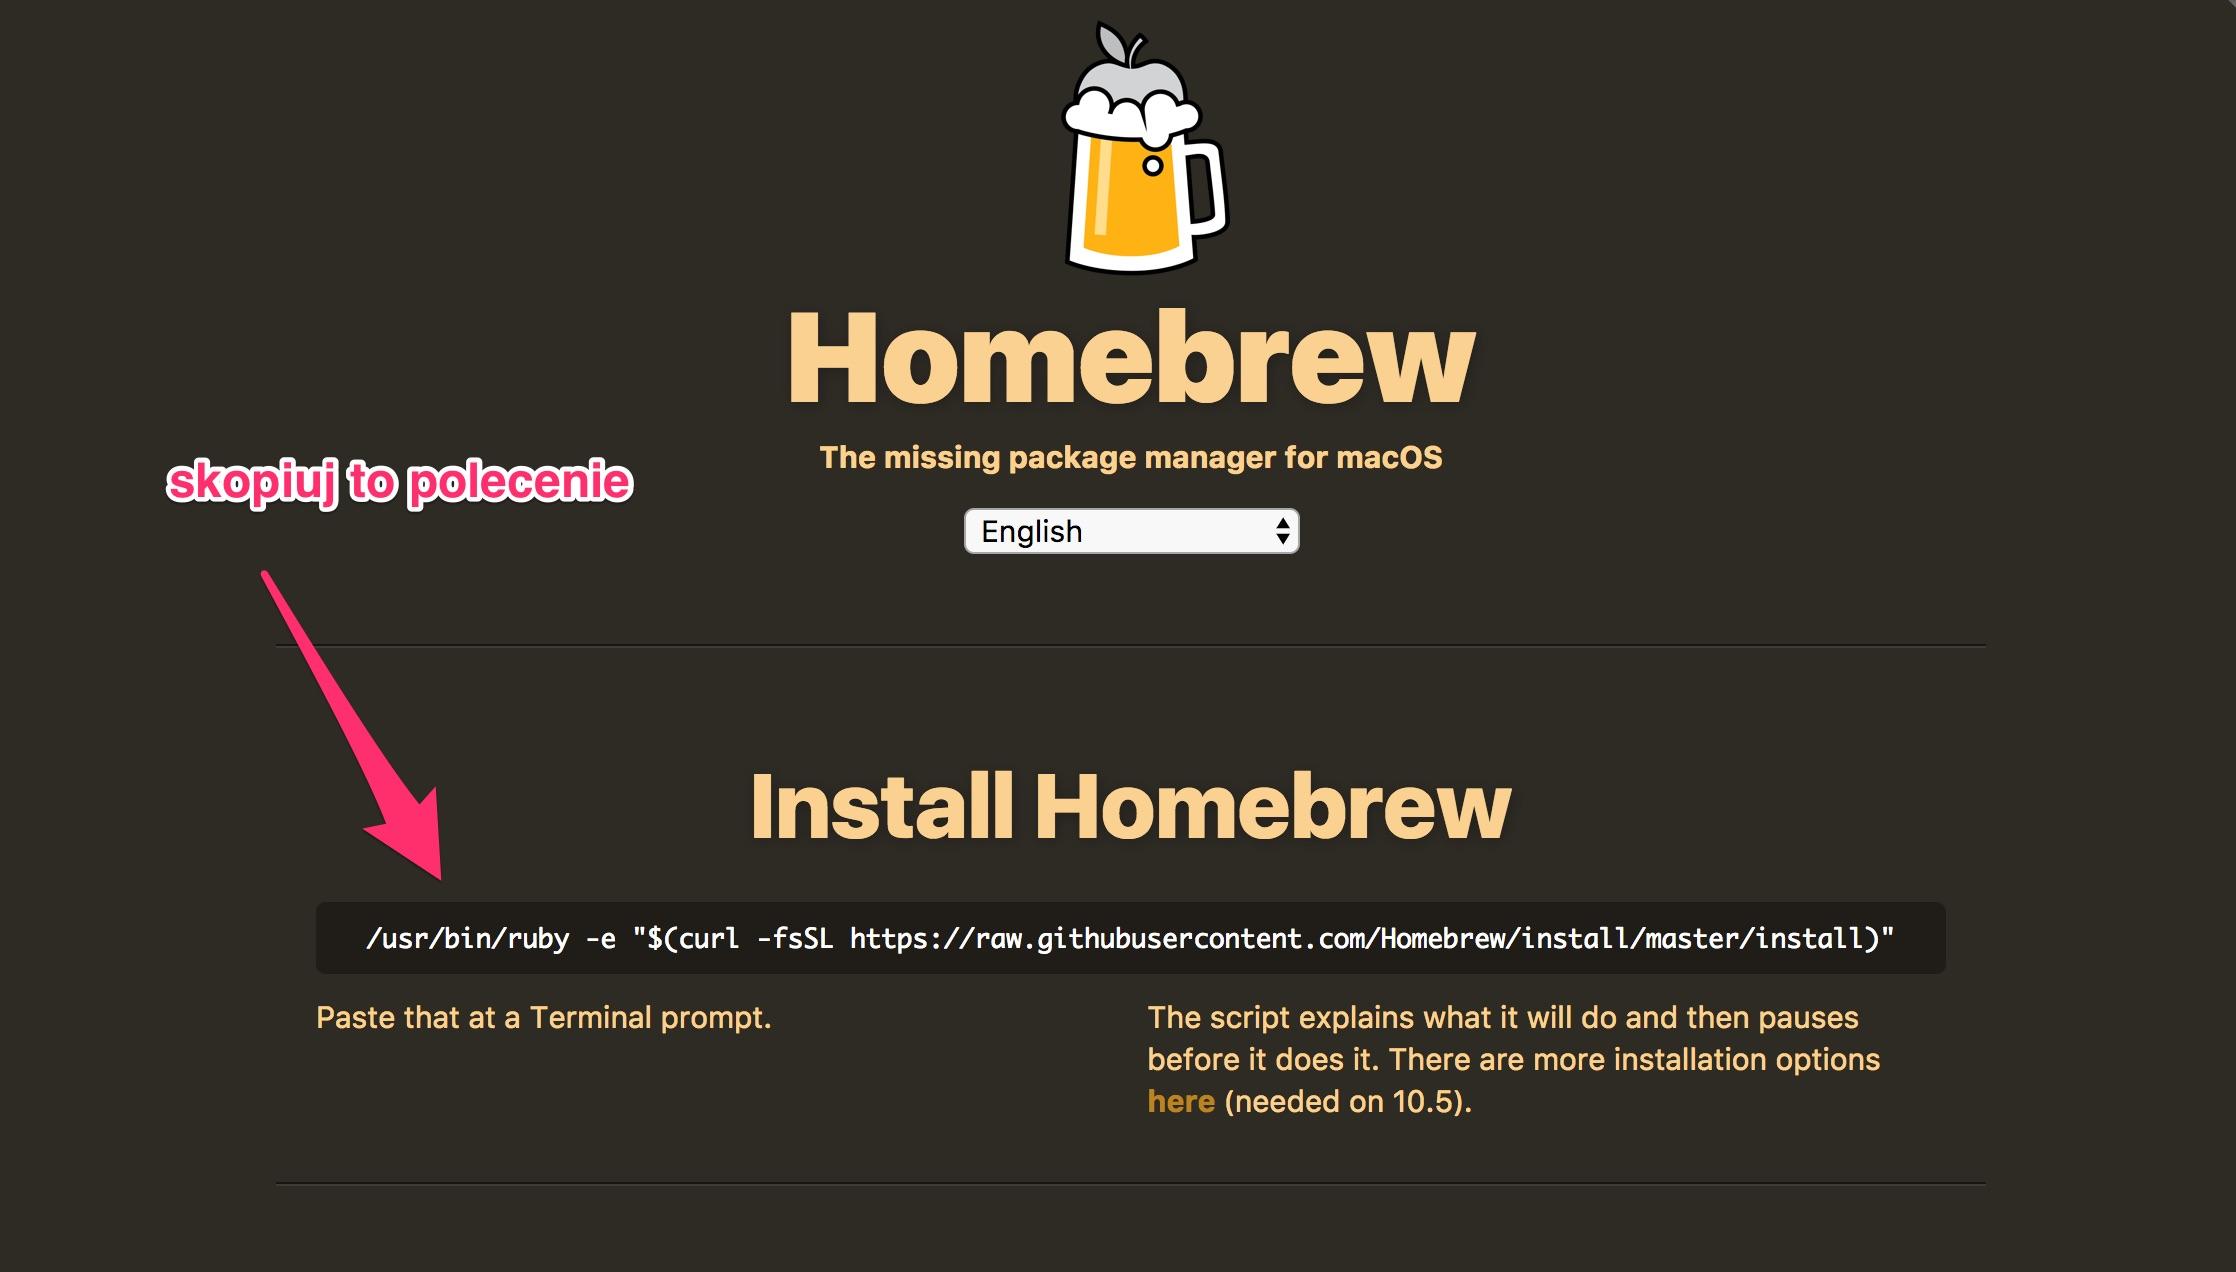 Homebrew
The missing package manager for macOS
skopiuj to polecenie
English
Install Homebrew
/usr/bin/ruby -e "$(curl -fsSL https://raw.githubusercontent.com/Homebrew/install/master/install)"
Paste that at a Terminal prompt.
The script explains what it will do and then pauses
before it does it. There are more installation options
here (needed on 10.5).